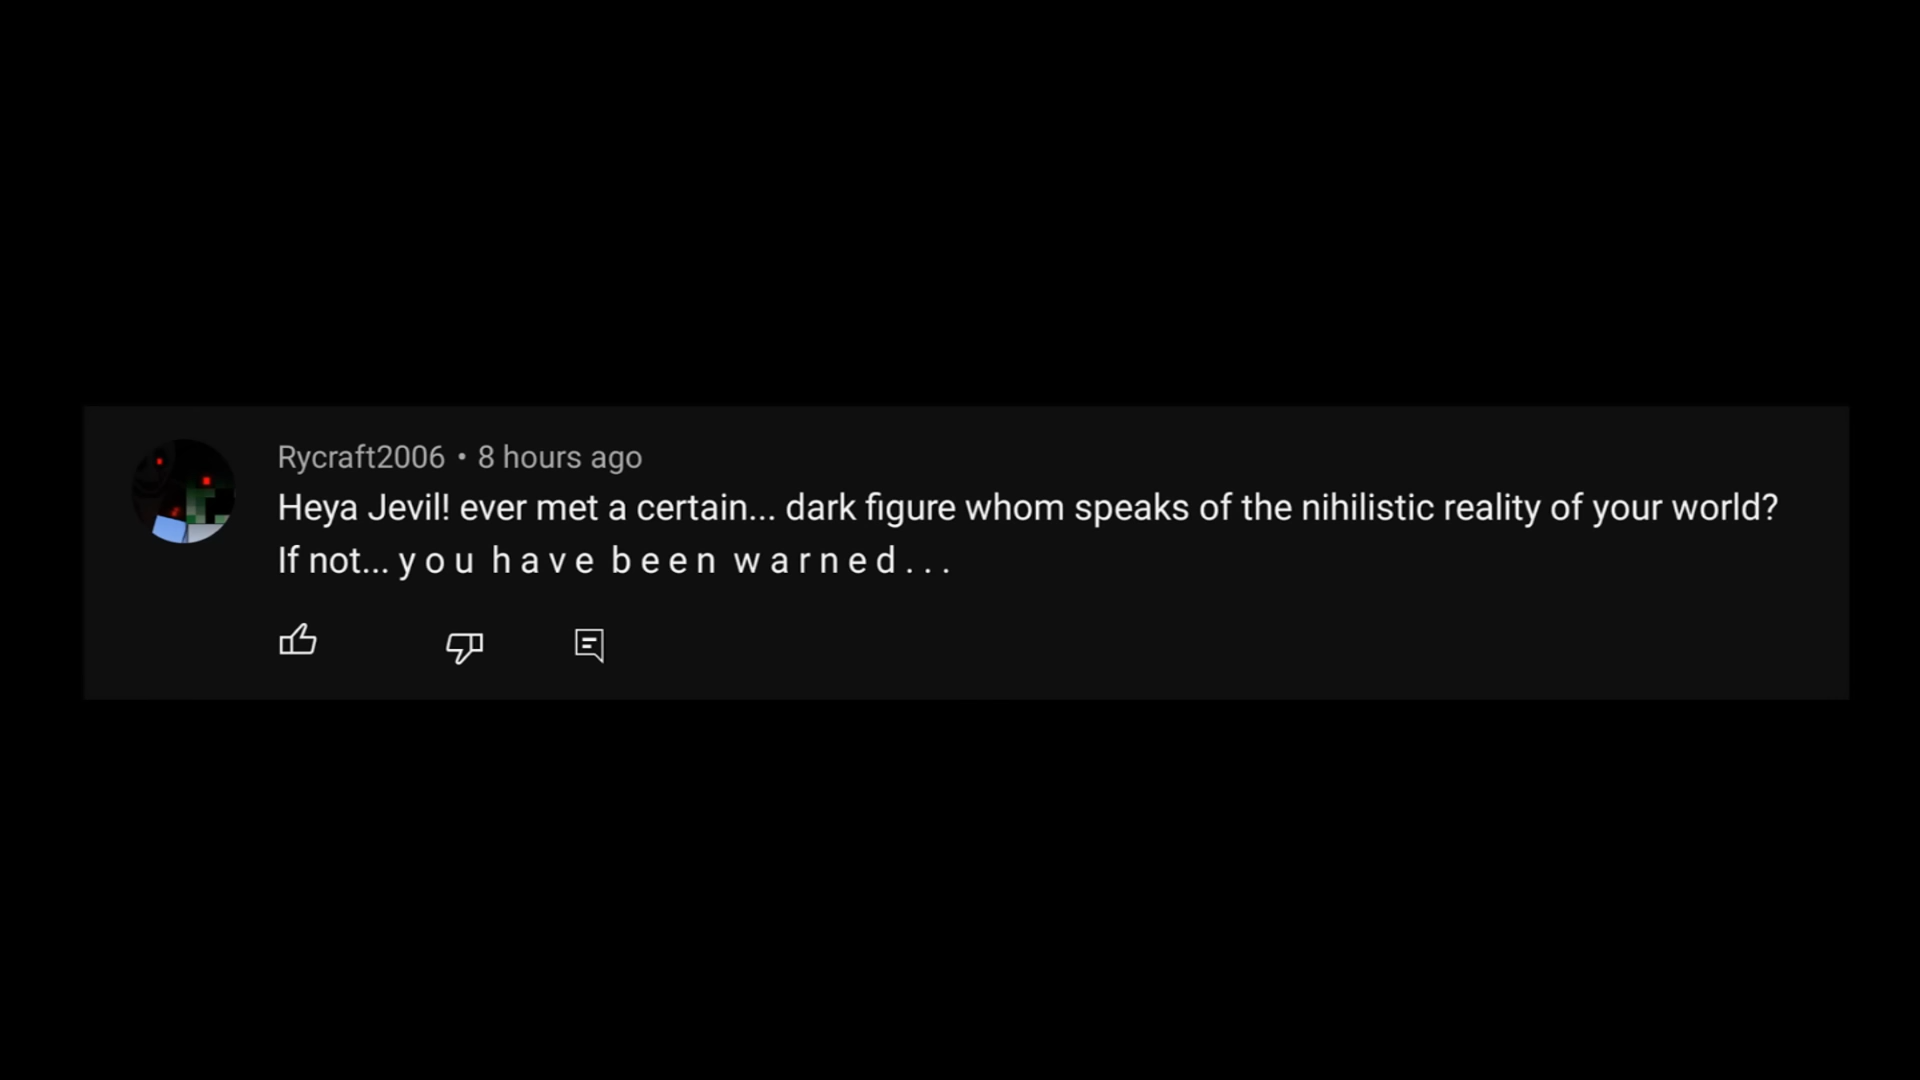 Rycraft2006 • 8 hours ago
Heya Jevil! ever met a certain... dark figure whom speaks of the nihilistic reality of your world?
If not... y o u  h a v e  b e e n  w a r n e d . . .